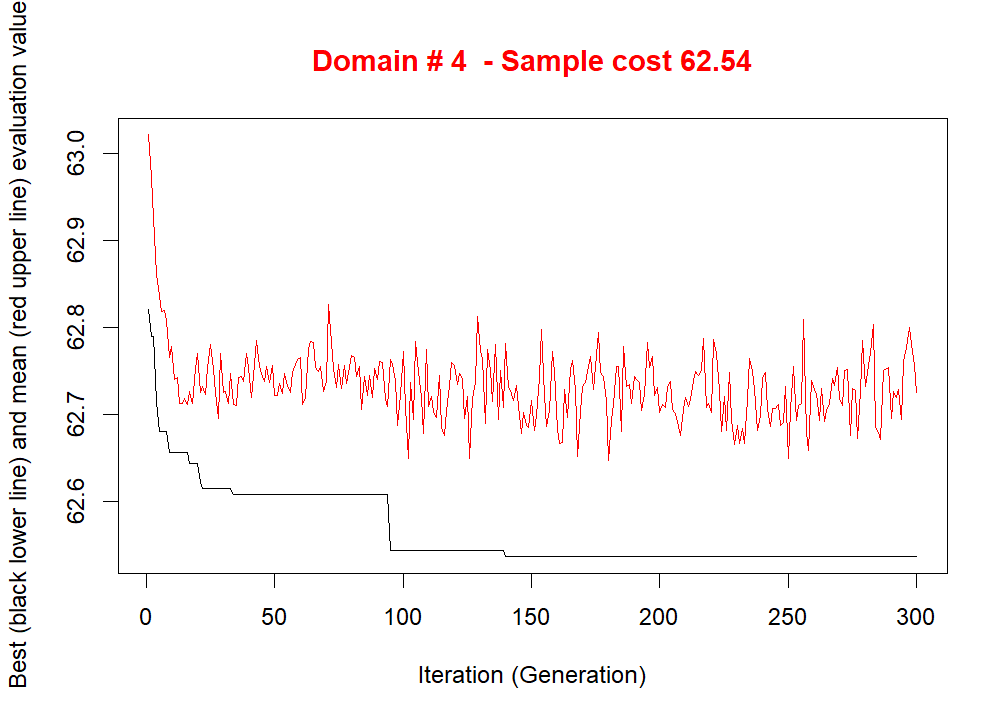 Domain # 4  - Sample cost 62.54
Best (black lower line) and mean (red upper line) evaluation value
63.0
62.9
62.8
62.7
62.6
0 50 100 150 200 250 300
Iteration (Generation)